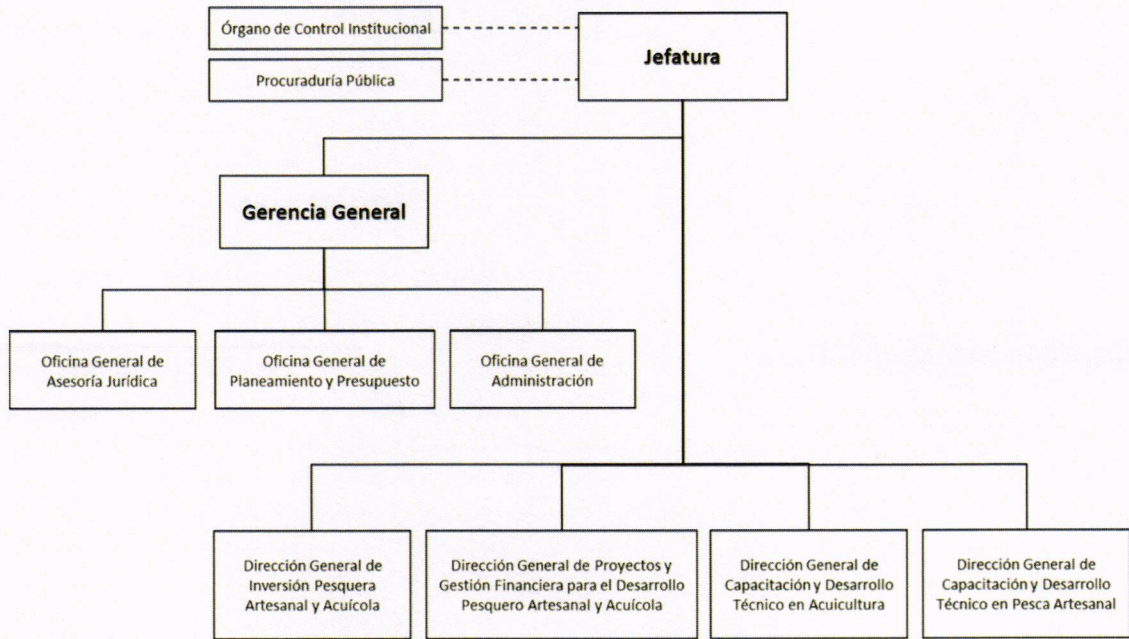 Órgano de Control Institucional
Jefatura
Procuraduría Pública
Gerencia General
Oficina General de
Asesoría Jurídica
Oficina General de
Planeamiento y Presupuesto
Oficina General de
Administración
Dirección General de
Inversión Pesquera
Artesanal y Acuícola
Dirección General de Proyectos y
Gestión Financiera para el Desarrollo
Pesquero Artesanal y Acuícola
Dirección General de
Capacitación y Desarrollo
Técnico en Acuicultura
Dirección General de
Capacitación y Desarrollo
Técnico en Pesca Artesanal